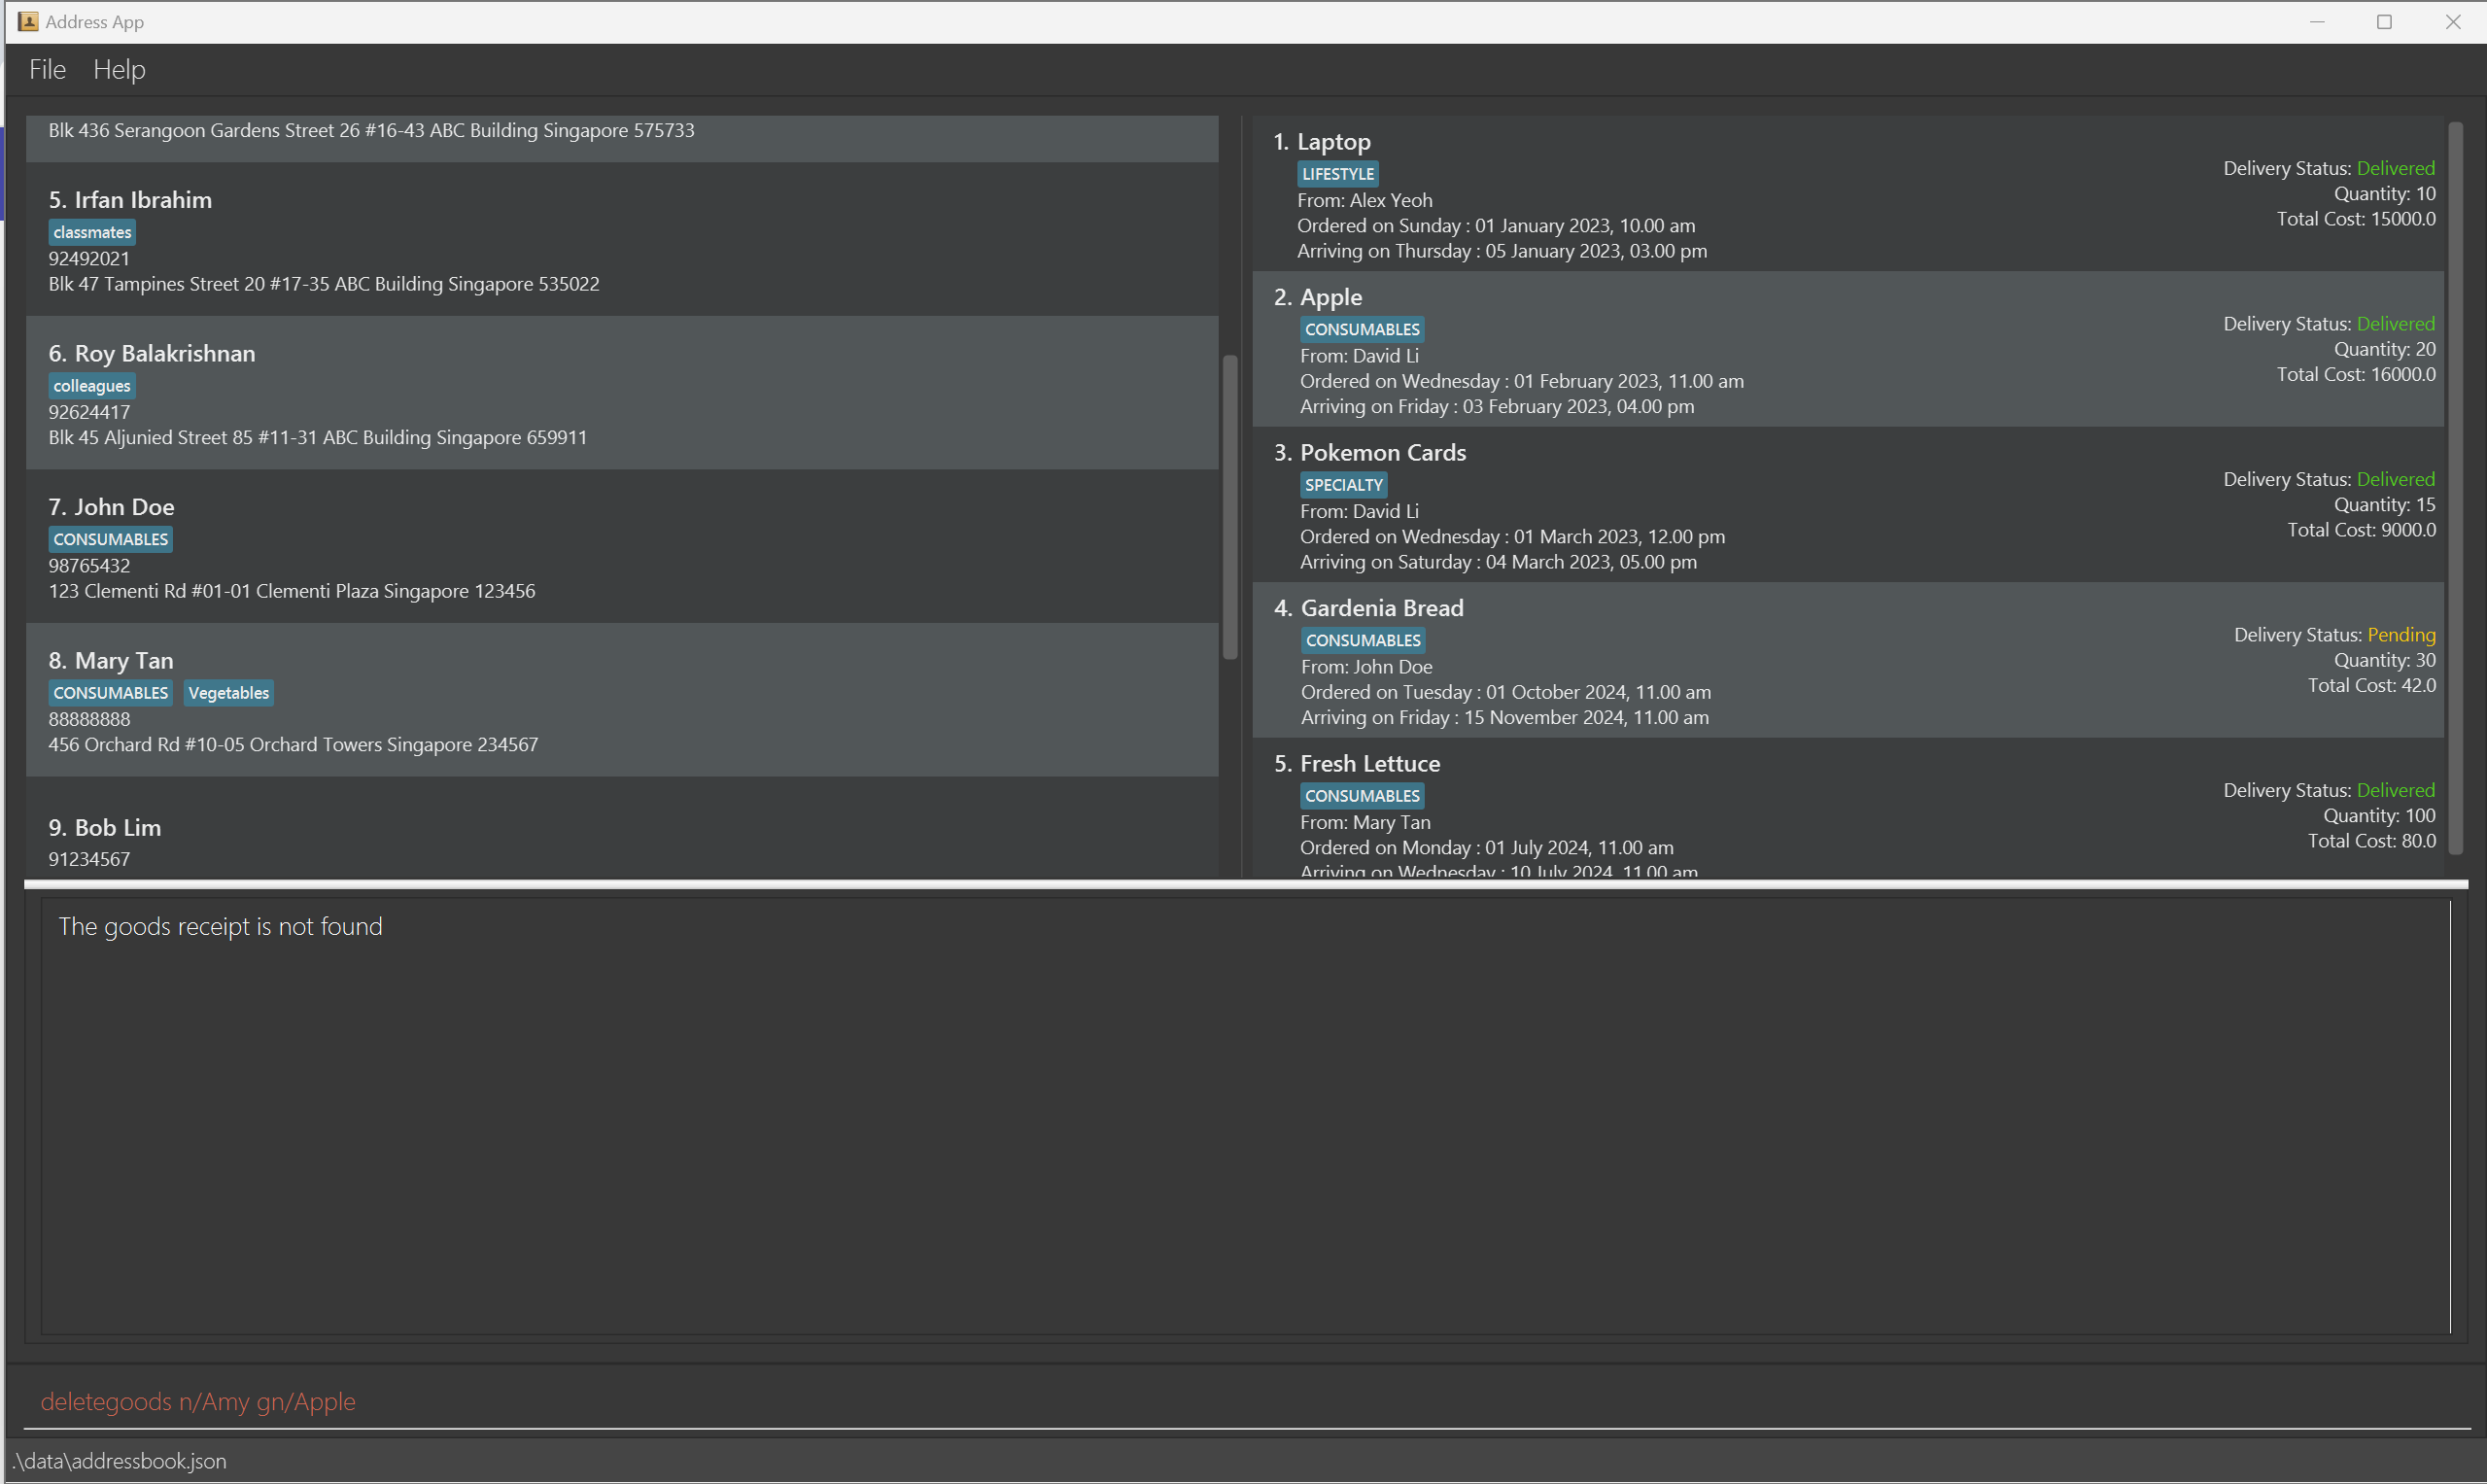 Address App
File Help
Blk 436 Serangoon Gardens Street 26 #16-43 ABC Building Singapore 575733
5. Irfan Ibrahim
classmates
92492021
Blk 47 Tampines Street 20 #17-35 ABC Building Singapore 535022
6. Roy Balakrishnan
colleagues
92624417
Blk 45 Aljunied Street 85 #11-31 ABC Building Singapore 659911
7. John Doe
CONSUMABLES
98765432
123 Clementi Rd #01-01 Clementi Plaza Singapore 123456
8. Mary Tan
CONSUMABLES Vegetables
88888888
456 Orchard Rd #10-05 Orchard Towers Singapore 234567
9. Bob Lim
91234567
1. Laptop
LIFESTYLE
From: Alex Yeoh
Ordered on Sunday : 01 January 2023, 10.00 am
Arriving on Thursday : 05 January 2023, 03.00 pm
Delivery Status: Delivered
Quantity: 10
Total Cost: 15000.0
2. Apple
CONSUMABLES
From: David Li
Ordered on Wednesday : 01 February 2023, 11.00 am
Arriving on Friday : 03 February 2023, 04.00 pm
Delivery Status: Delivered
Quantity: 20
Total Cost: 16000.0
3. Pokemon Cards
SPECIALTY
From: David Li
Ordered on Wednesday : 01 March 2023, 12.00 pm
Arriving on Saturday : 04 March 2023, 05.00 pm
Delivery Status: Delivered
Quantity: 15
Total Cost: 9000.0
4. Gardenia Bread
CONSUMABLES
From: John Doe
Ordered on Tuesday : 01 October 2024, 11.00 am
Arriving on Friday : 15 November 2024, 11.00 am
Delivery Status: Pending
Quantity: 30
Total Cost: 42.0
5. Fresh Lettuce
CONSUMABLES
From: Mary Tan
Ordered on Monday : 01 July 2024, 11.00 am
Arriving on Wednesday : 10 July 2024, 11.00 am
Delivery Status: Delivered
Quantity: 100
Total Cost: 80.0
The goods receipt is not found
deletegoods n/Amy gn/Apple
.\data\addressbook.json